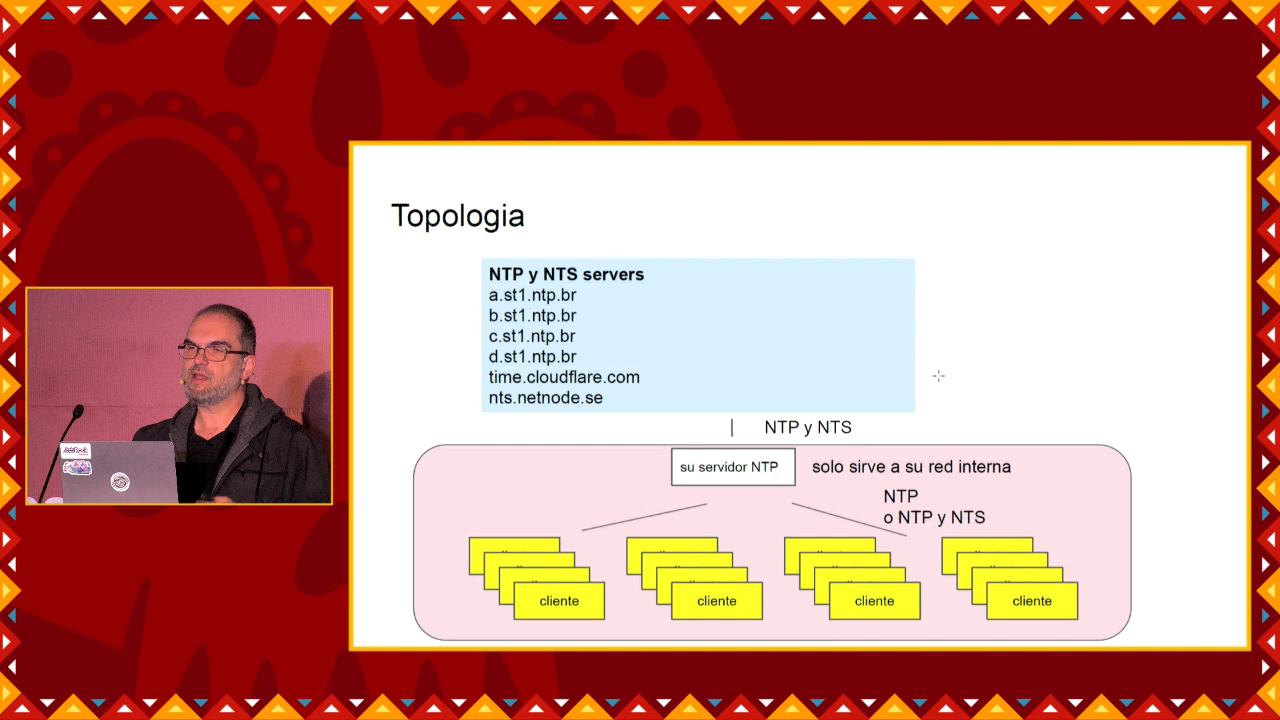 Topologia
NTP y NTS servers
a.st1.ntp.br
b.st1.ntp.br
c.st1.ntp.br
d.st1.ntp.br
time.cloudflare.com
nts.netnode.se
NTP y NTS
su servidor NTP
solo sirve a su red interna
NTP
o NTP y NTS
cliente
cliente
cliente
cliente